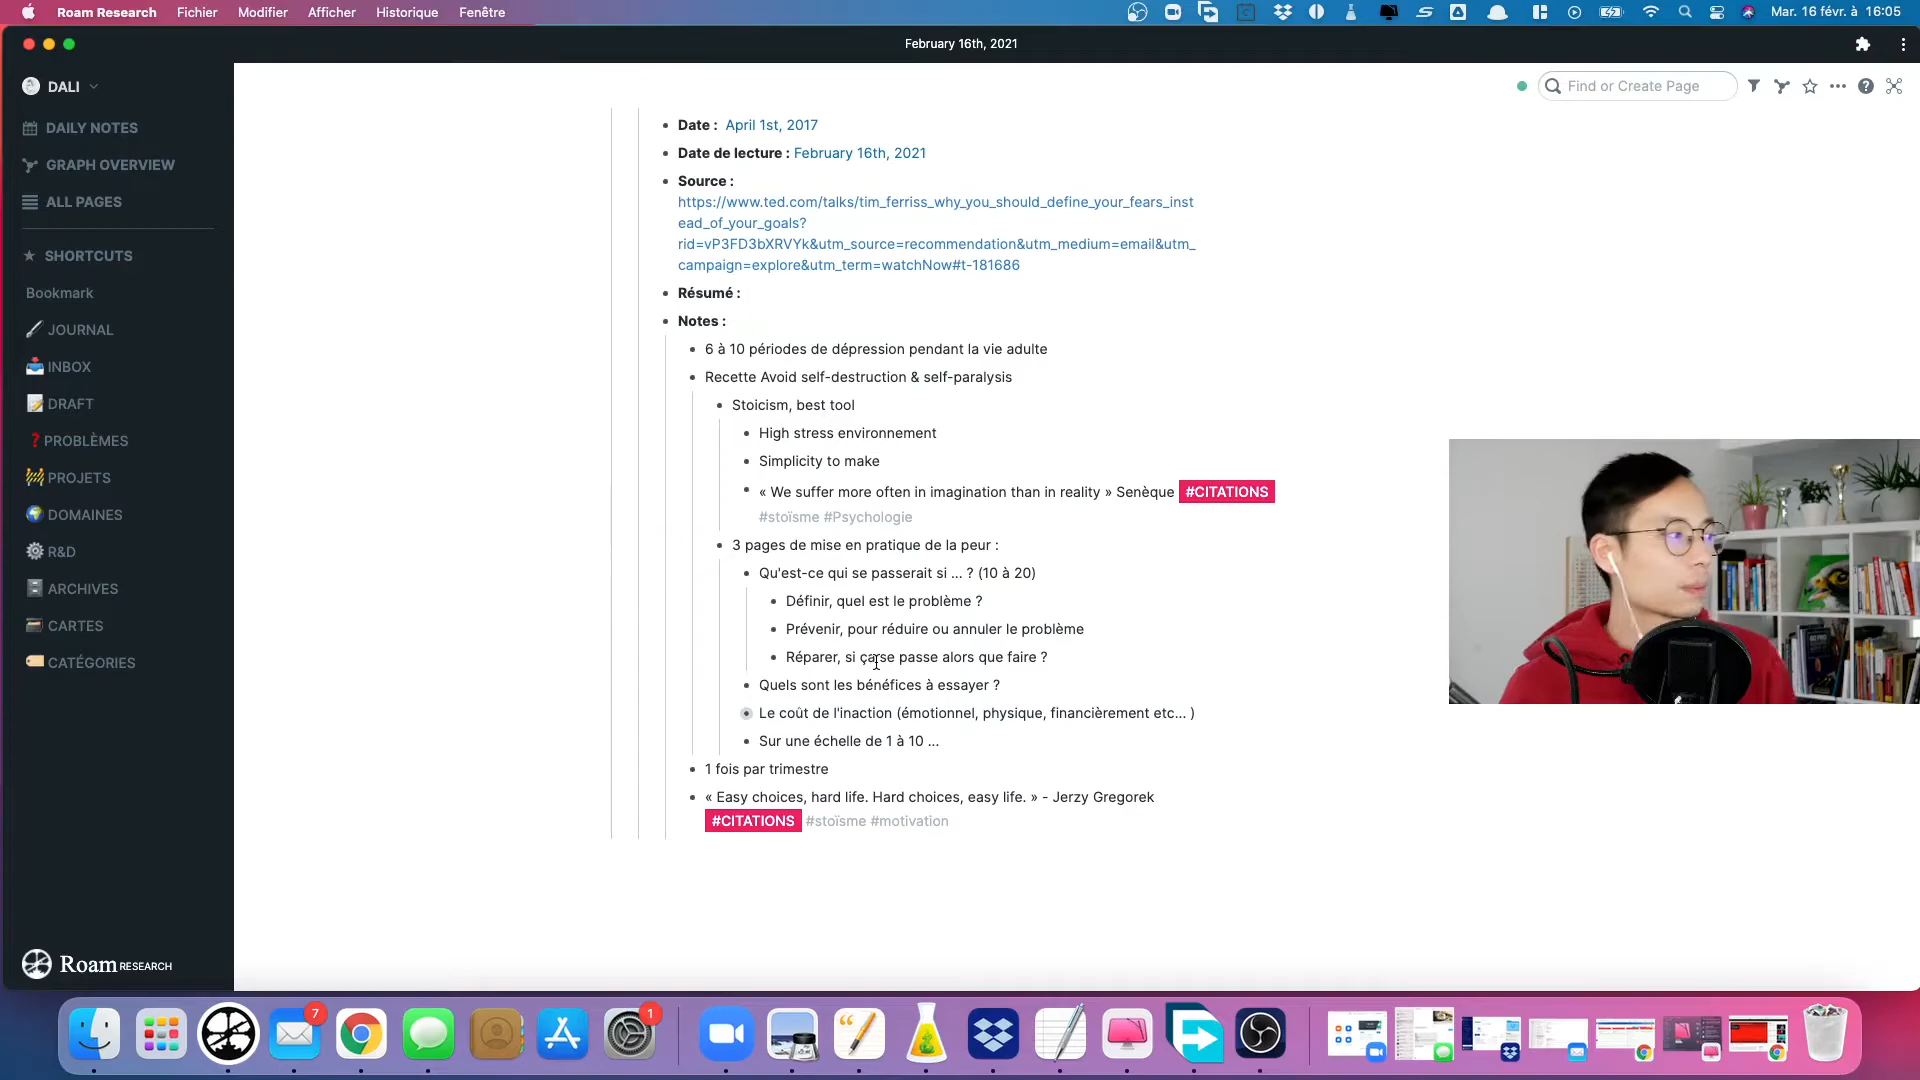 Roam Research Fichier Modifier Afficher Historique Fenêtre Mar. 16 févr. à 16:05
February 16th, 2021
DALI
Find or Create Page
DAILY NOTES
GRAPH OVERVIEW
ALL PAGES
SHORTCUTS
Bookmark
JOURNAL
INBOX
DRAFT
PROBLÈMES
PROJETS
DOMAINES
R&D
ARCHIVES
CARTES
CATÉGORIES
Roam RESEARCH
Date : April 1st, 2017
Date de lecture : February 16th, 2021
Source :
https://www.ted.com/talks/tim_ferriss_why_you_should_define_your_fears_inst
ead_of_your_goals?
rid=vP3FD3bXRVYk&utm_source=recommendation&utm_medium=email&utm_
campaign=explore&utm_term=watchNow#t-181686
Résumé :
Notes :
6 à 10 périodes de dépression pendant la vie adulte
Recette Avoid self-destruction & self-paralysis
Stoicism, best tool
High stress environnement
Simplicity to make
« We suffer more often in imagination than in reality » Senèque #CITATIONS
#stoïsme #Psychologie
3 pages de mise en pratique de la peur :
Qu'est-ce qui se passerait si ... ? (10 à 20)
Définir, quel est le problème ?
Prévenir, pour réduire ou annuler le problème
Réparer, si ça se passe alors que faire ?
Quels sont les bénéfices à essayer ?
Le coût de l'inaction (émotionnel, physique, financièrement etc... )
Sur une échelle de 1 à 10 ...
1 fois par trimestre
« Easy choices, hard life. Hard choices, easy life. » - Jerzy Gregorek
#CITATIONS #stoïsme #motivation
7
1